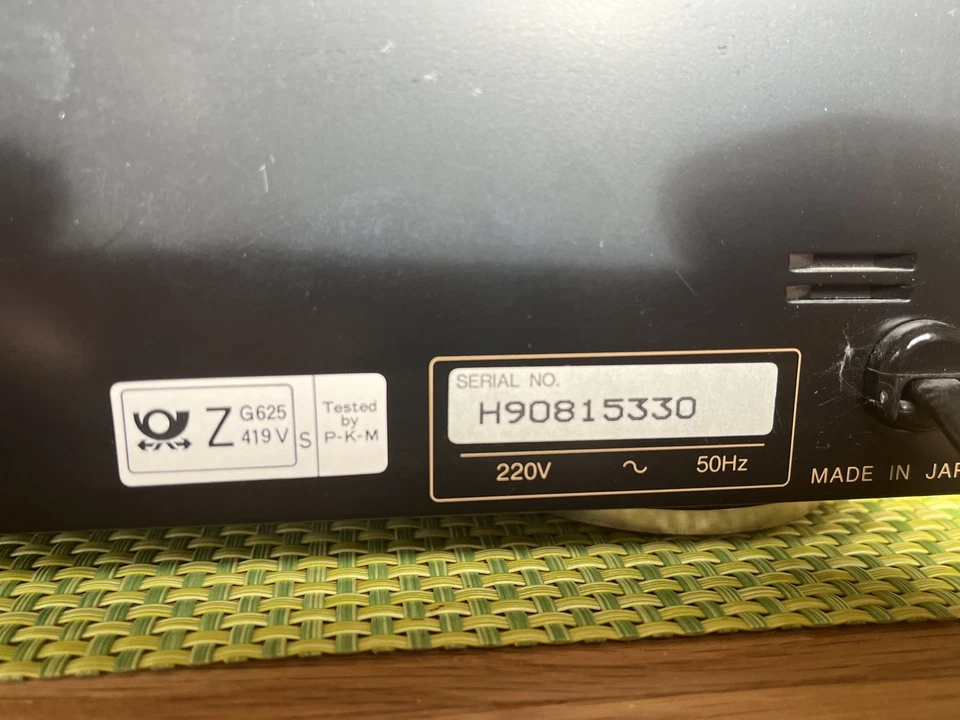 Z G625
419 V S
Tested
by
P-K-M
SERIAL NO.
H90815330
220V ~ 50Hz
MADE IN JAP